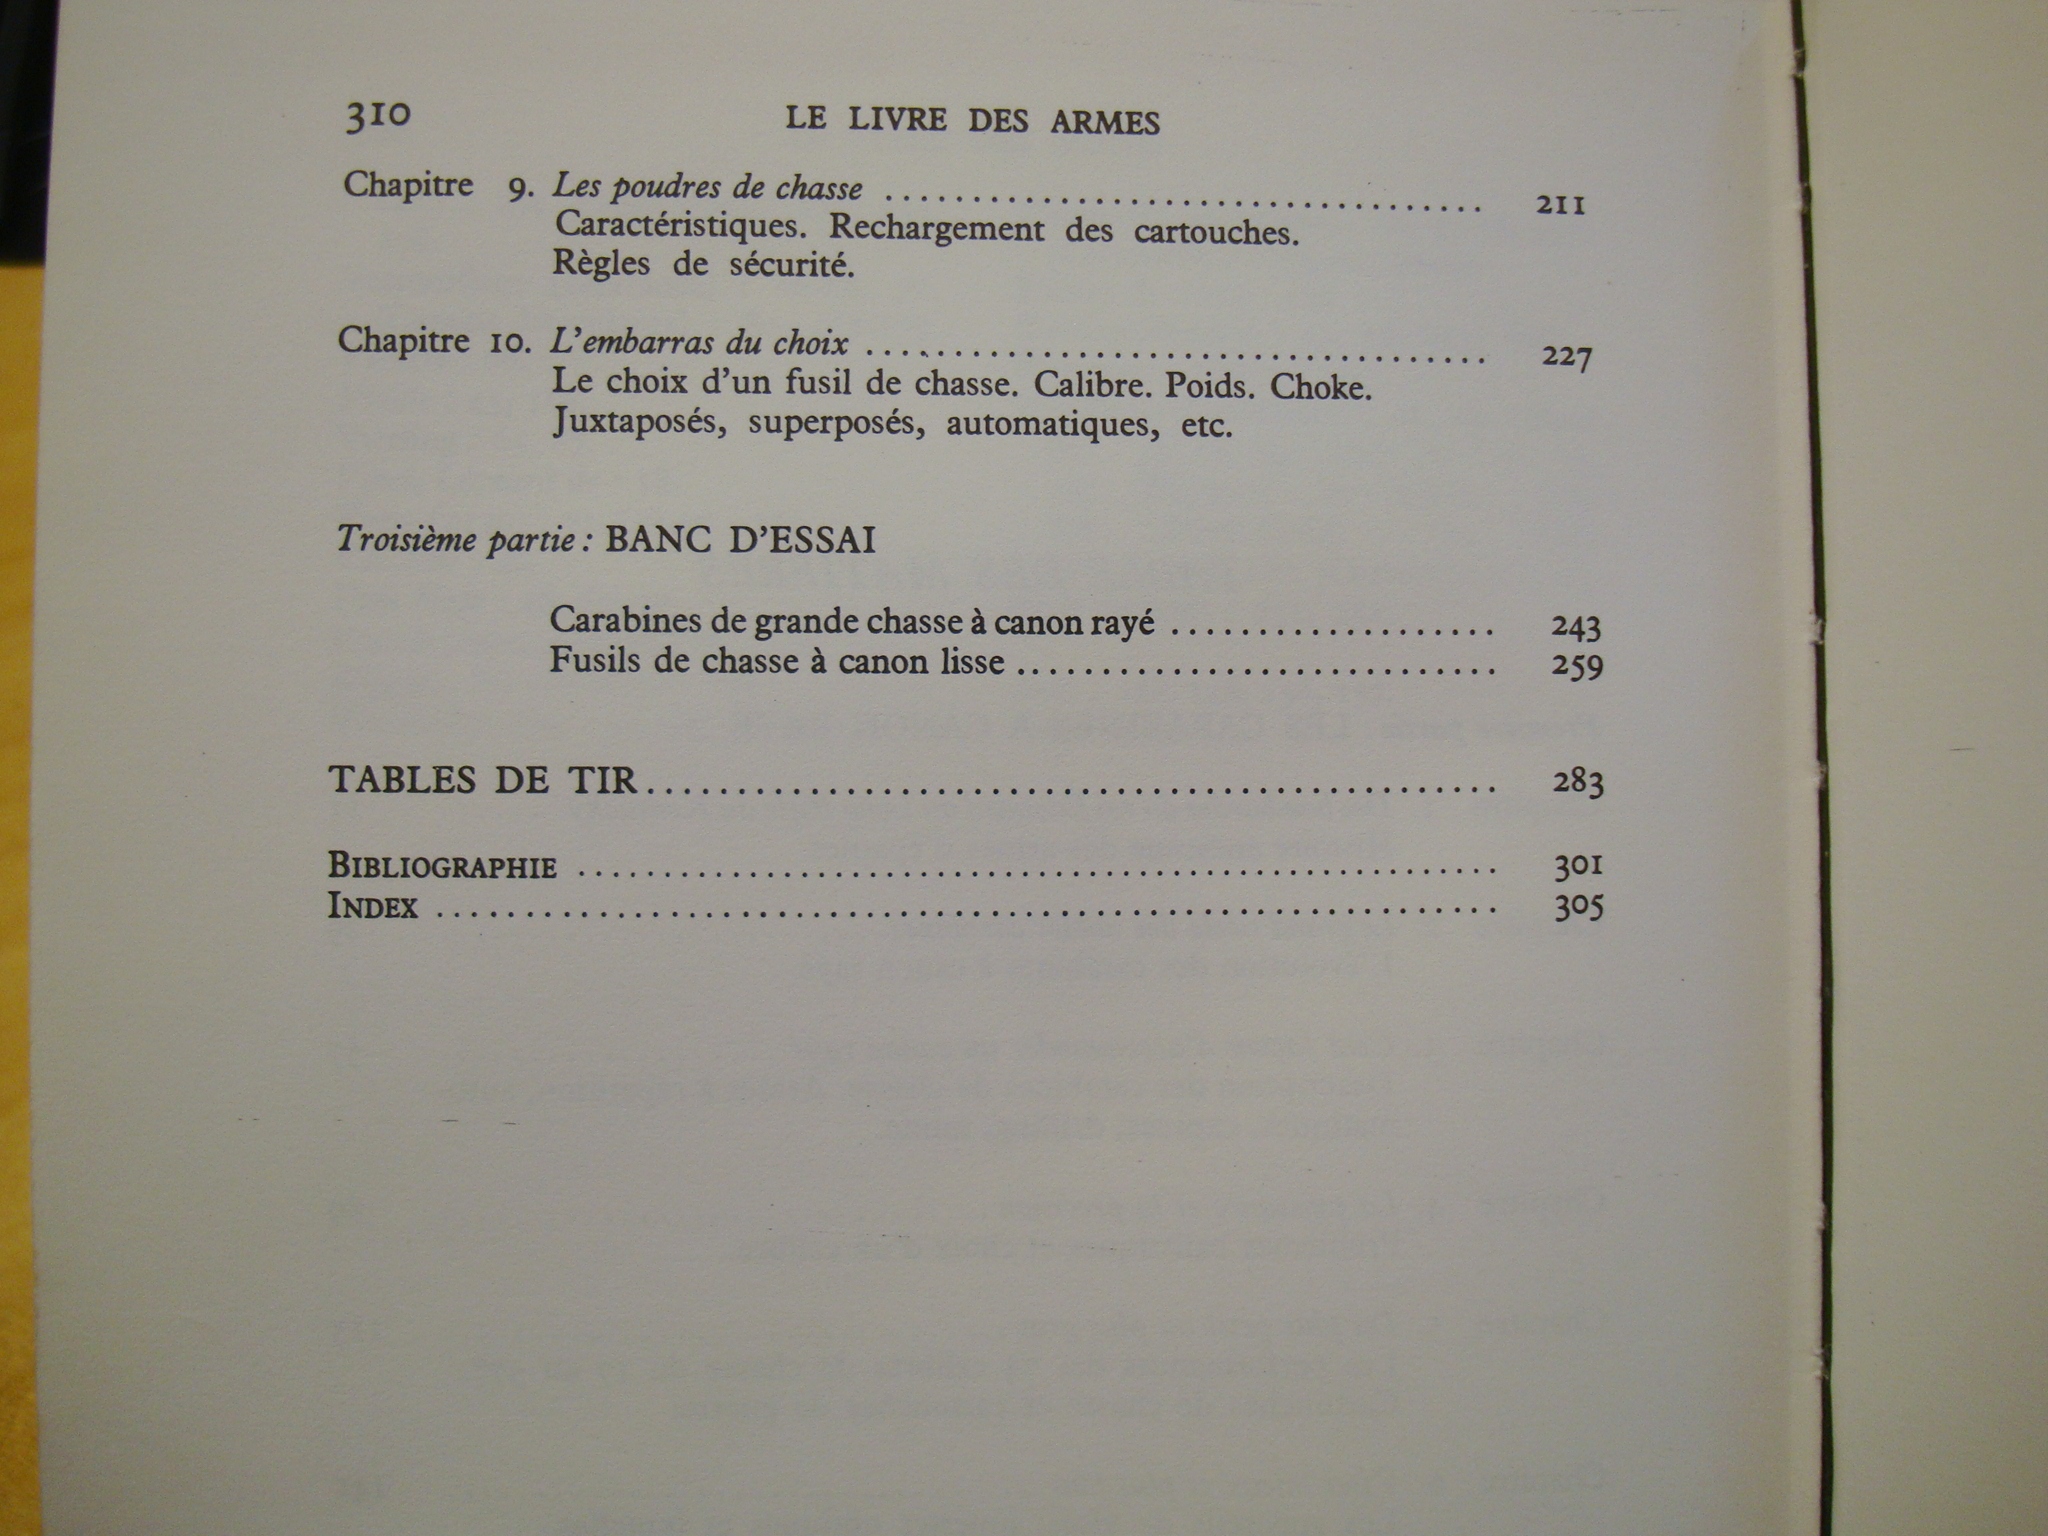 310 LE LIVRE DES ARMES
Chapitre 9. Les poudres de chasse ........................................ 211
Caractéristiques. Rechargement des cartouches.
Règles de sécurité.
Chapitre 10. L'embarras du choix ........................................ 227
Le choix d'un fusil de chasse. Calibre. Poids. Choke.
Juxtaposés, superposés, automatiques, etc.
Troisième partie : BANC D'ESSAI
Carabines de grande chasse à canon rayé ................... 243
Fusils de chasse à canon lisse ............................ 259
TABLES DE TIR .................................................. 283
BIBLIOGRAPHIE ...................................................... 301
INDEX .............................................................. 305